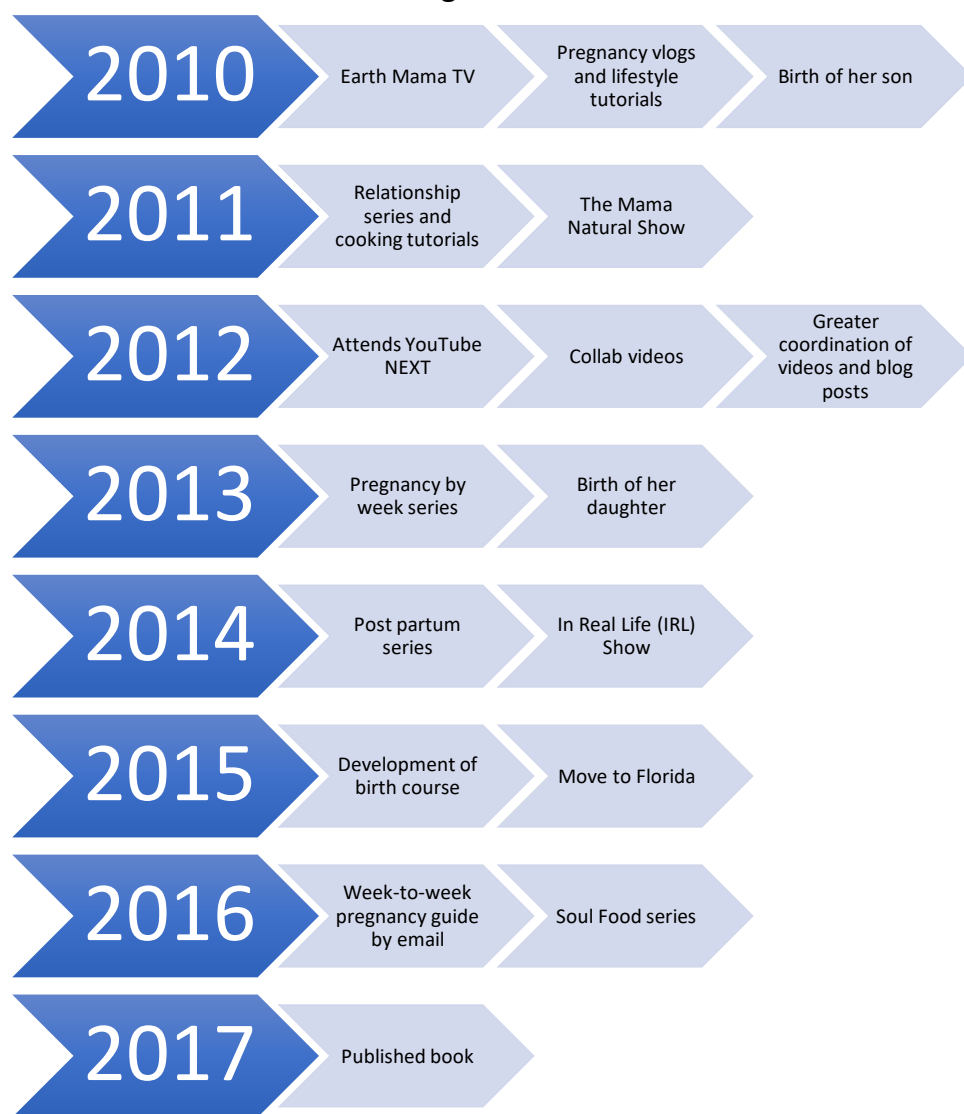 2010
Earth Mama TV
Pregnancy vlogs
and lifestyle
tutorials
Birth of her son
2011
Relationship
series and
cooking tutorials
The Mama
Natural Show
2012
Attends YouTube
NEXT
Collab videos
Greater
coordination of
videos and blog
posts
2013
Pregnancy by
week series
Birth of her
daughter
2014
Post partum
series
In Real Life (IRL)
Show
2015
Development of
birth course
Move to Florida
2016
Week-to-week
pregnancy guide
by email
Soul Food series
2017
Published book